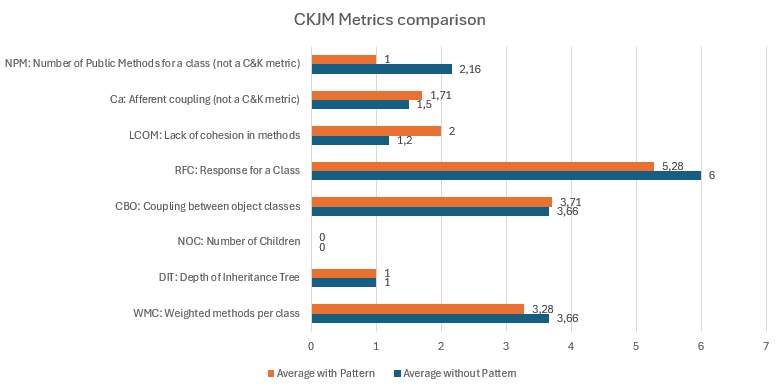 CKJM Metrics comparison
NPM: Number of Public Methods for a class (not a C&K metric)
1
2,16
Ca: Afferent coupling (not a C&K metric)
1,71
1,5
LCOM: Lack of cohesion in methods
2
1,2
RFC: Response for a Class
5,28
6
CBO: Coupling between object classes
3,71
3,66
NOC: Number of Children
0
0
DIT: Depth of Inheritance Tree
1
1
WMC: Weighted methods per class
3,28
3,66
0 1 2 3 4 5 6 7
Average with Pattern Average without Pattern